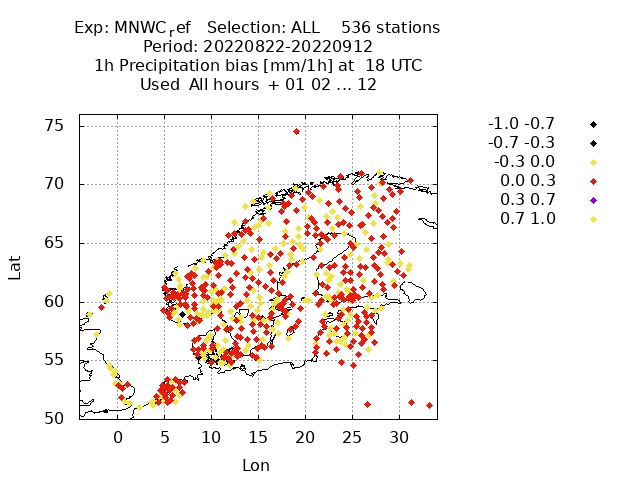 Exp: MNWC_ref   Selection: ALL    536 stations
Period: 20220822-20220912
1h Precipitation bias [mm/1h] at  18 UTC
Used  All hours  + 01 02 ... 12
-1.0 -0.7
-0.7 -0.3
-0.3 0.0
0.0 0.3
0.3 0.7
0.7 1.0
75
70
65
60
55
50
Lat
0 5 10 15 20 25 30
Lon